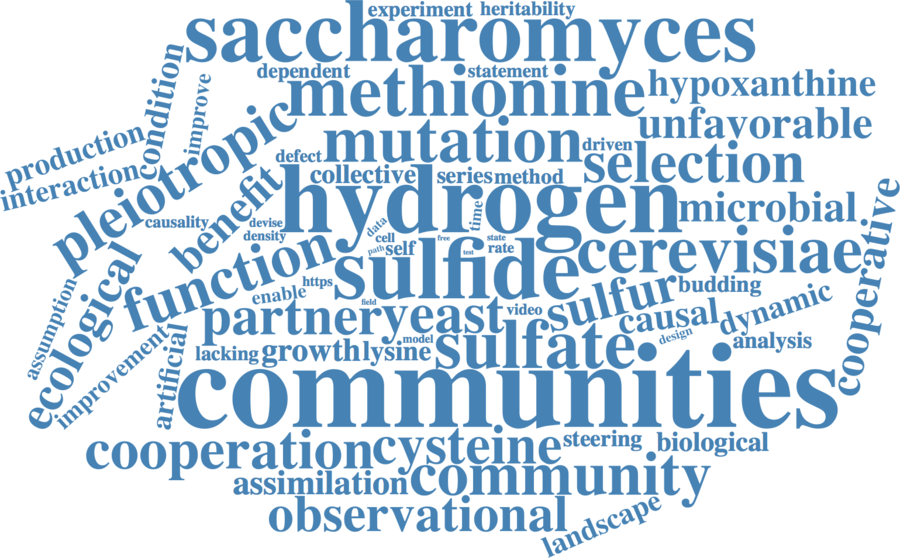 experiment heritability
saccharomyces
dependent statement
condition
improve
methionine
hypoxanthine
production
pleiotropic
mutation
unfavorable
driven
interaction
defect
selection
collective series method
benefit
hydrogen
microbial
causality
devise
density
data
time
cell
path
self
free
state
rate
test
cerevisiae
cooperative
function
sulfide
ecological
assumption
enable
https
field
sulfur
budding
partner
yeast
video
causal
dynamic
improvement
artificial
lacking
growth
lysine
model
sulfate
design
analysis
communities
cooperation
cysteine
steering
biological
assimilation
community
observational
landscape